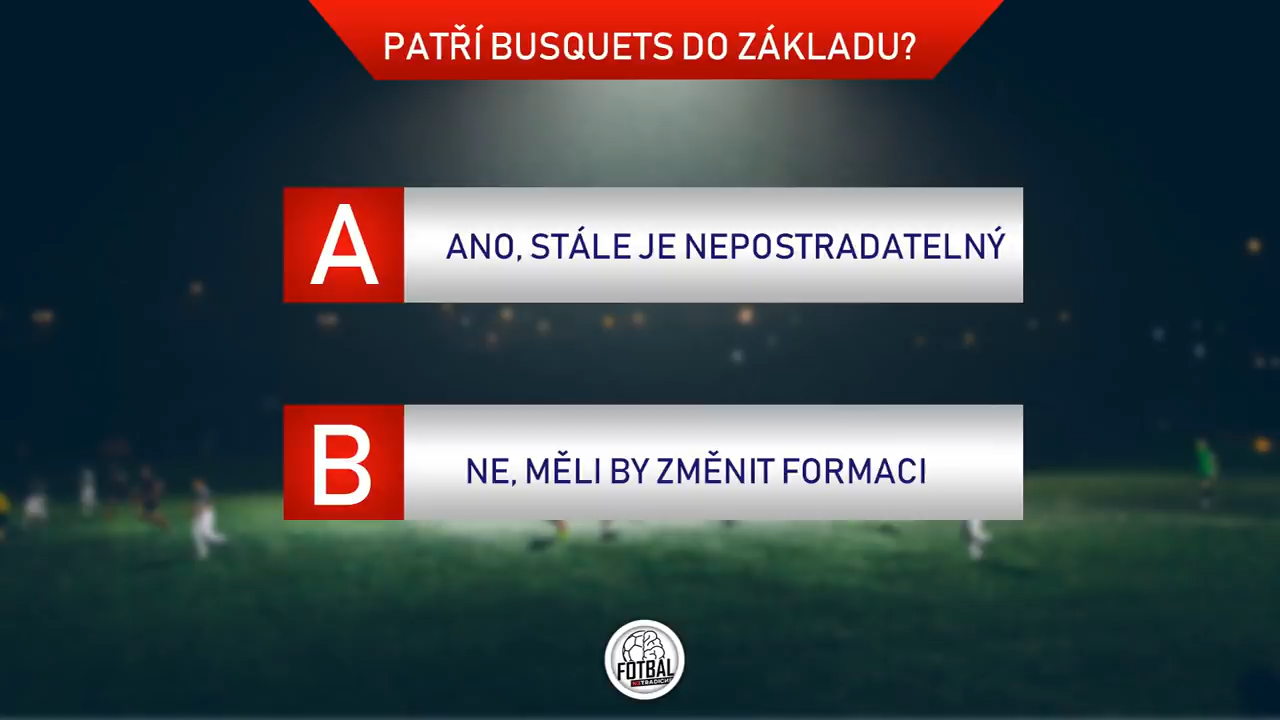 PATŘÍ BUSQUETS DO ZÁKLADU?
A
ANO, STÁLE JE NEPOSTRADATELNÝ
B
NE, MĚLI BY ZMĚNIT FORMACI
FOTBAL